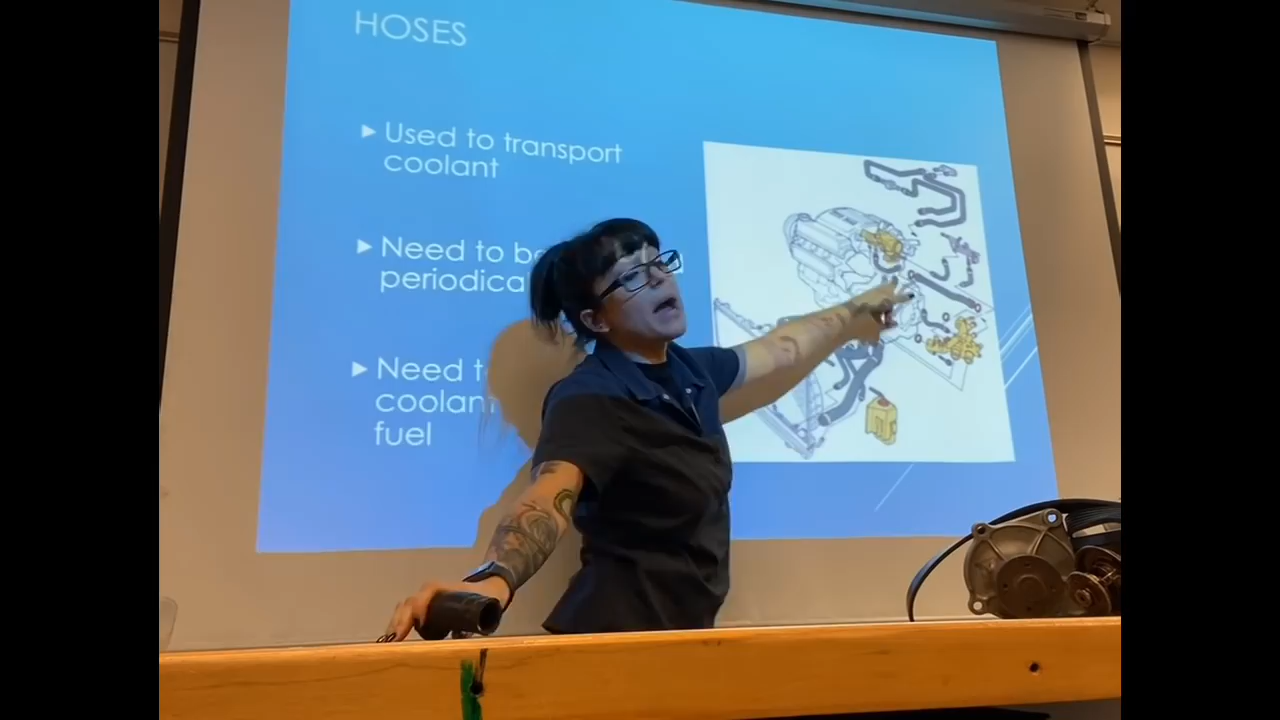 HOSES
▶ Used to transport
coolant
▶ Need to be
periodica
▶ Need t
coolan
fuel